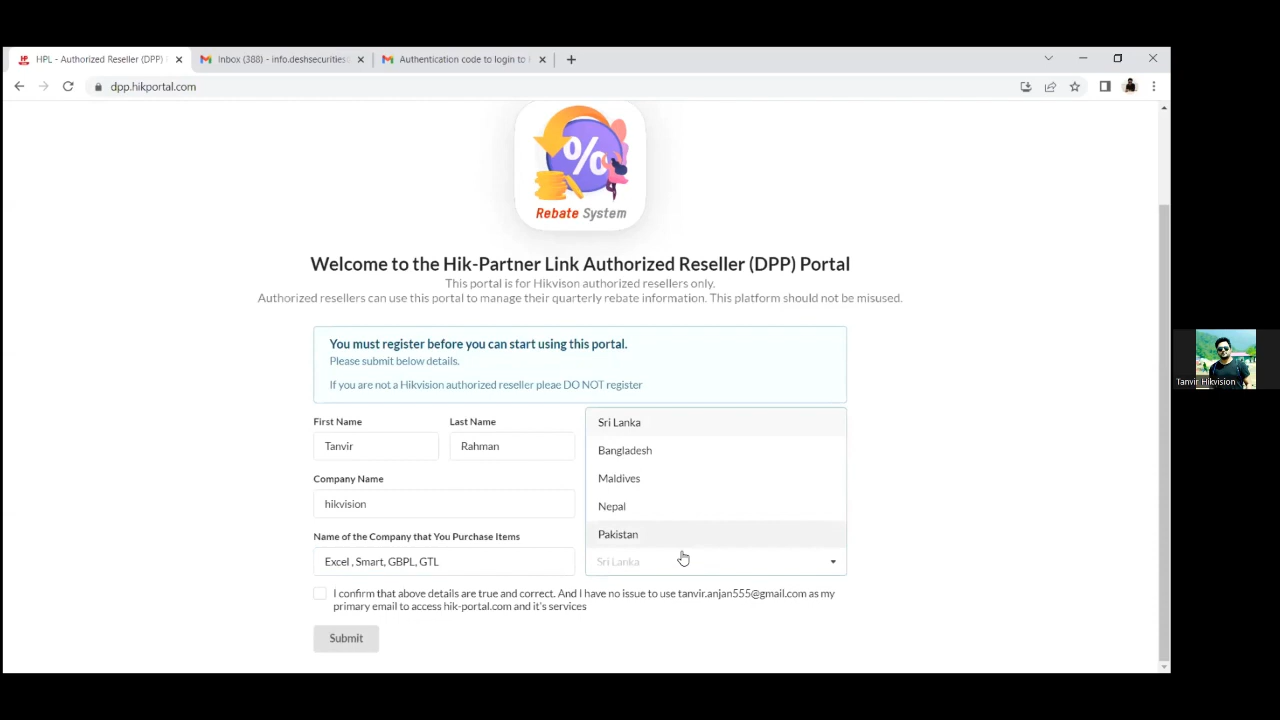 HPL - Authorized Reseller (DPP)
Inbox (388) - info.deshsecurities
Authentication code to login to
dpp.hikportal.com
%
Rebate System
Welcome to the Hik-Partner Link Authorized Reseller (DPP) Portal
This portal is for Hikvison authorized resellers only.
Authorized resellers can use this portal to manage their quarterly rebate information. This platform should not be misused.
You must register before you can start using this portal.
Please submit below details.
If you are not a Hikvision authorized reseller pleae DO NOT register
First Name
Last Name
Tanvir
Rahman
Company Name
hikvision
Name of the Company that You Purchase Items
Excel , Smart, GBPL, GTL
Sri Lanka
Bangladesh
Maldives
Nepal
Pakistan
Sri Lanka
I confirm that above details are true and correct. And I have no issue to use tanvir.anjan555@gmail.com as my
primary email to access hik-portal.com and it's services
Submit
Tanvir Hikvision